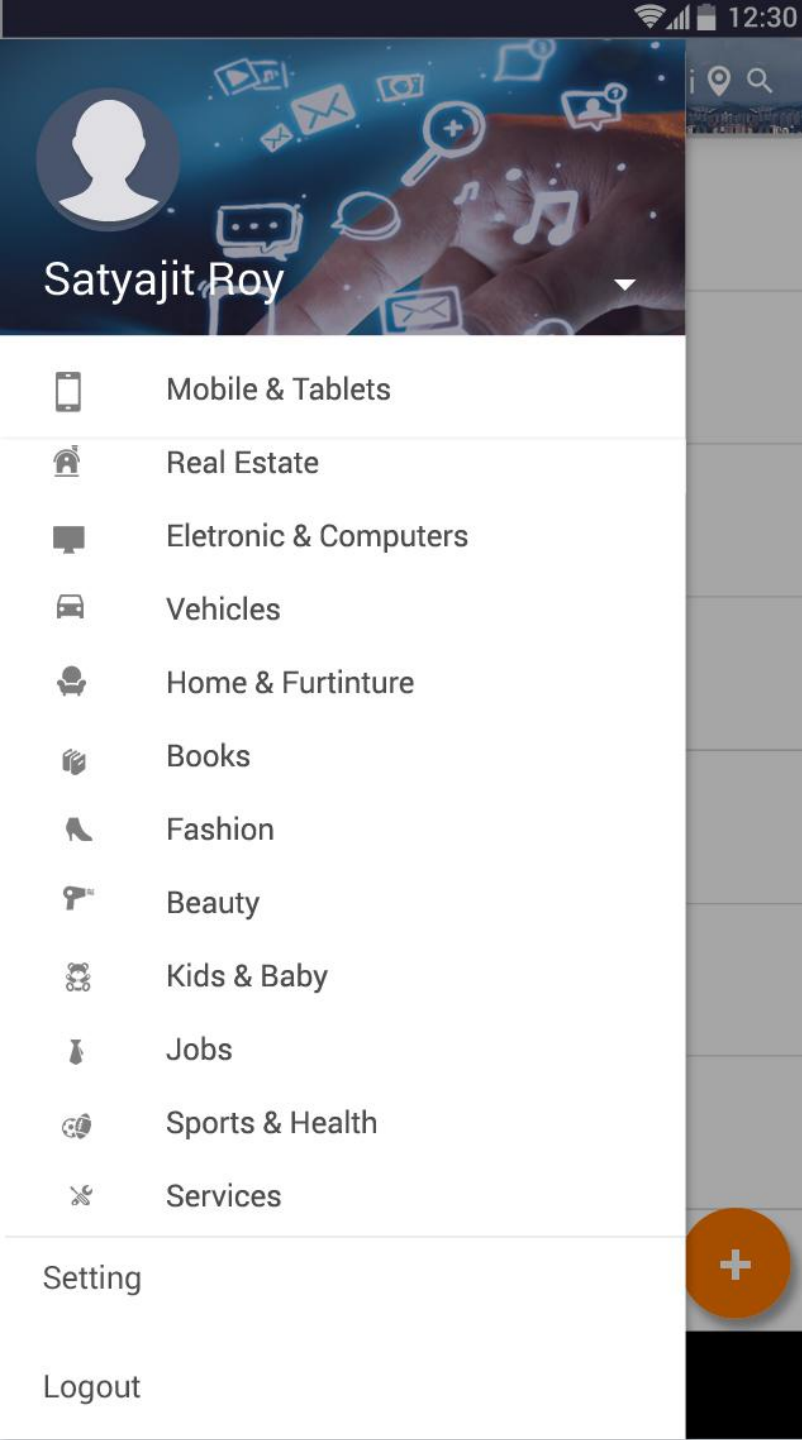 12:30
i
Satyajit Roy
Mobile & Tablets
Real Estate
Eletronic & Computers
Vehicles
Home & Furtinture
Books
Fashion
Beauty
Kids & Baby
Jobs
Sports & Health
Services
Setting
Logout